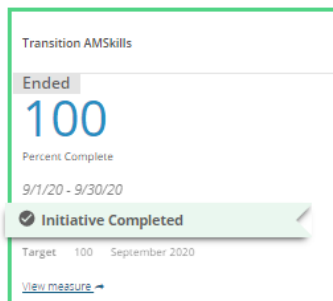 Transition AMSkills
Ended
100
Percent Complete
9/1/20 - 9/30/20
Initiative Completed
Target 100 September 2020
View measure